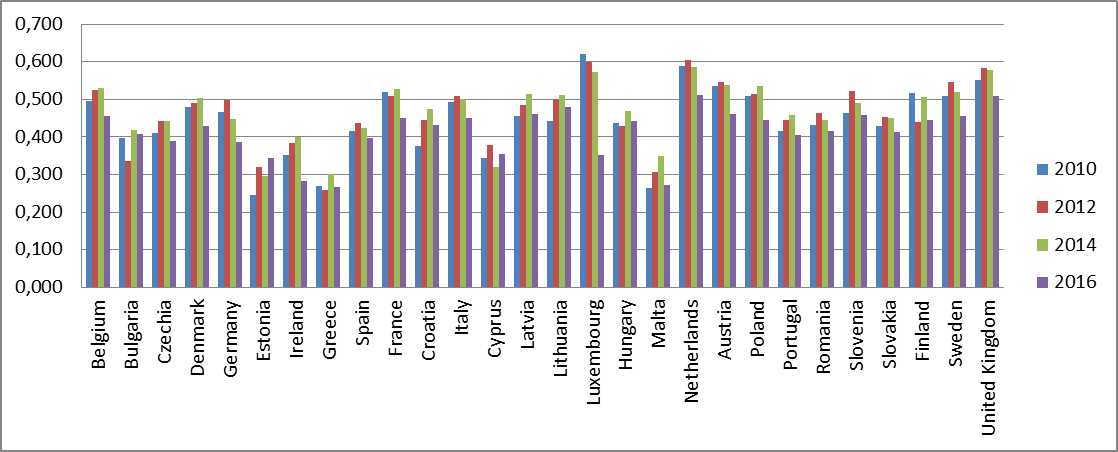 0,700
0,600
0,500
0,400
0,300
0,200
0,100
0,000
Belgium
Bulgaria
Czechia
Denmark
Germany
Estonia
Ireland
Greece
Spain
France
Croatia
Italy
Cyprus
Latvia
Lithuania
Luxembourg
Hungary
Malta
Netherlands
Austria
Poland
Portugal
Romania
Slovenia
Slovakia
Finland
Sweden
United Kingdom
2010
2012
2014
2016